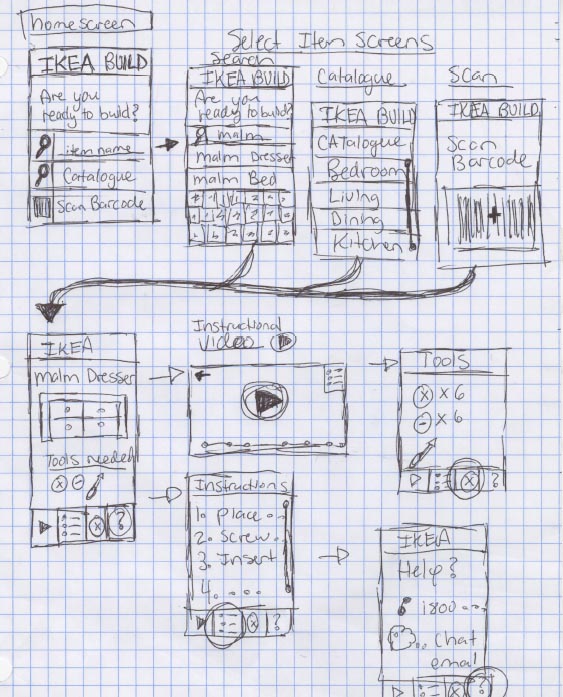 homescreen
Select Item Screens
IKEA BUILD
Are you
ready to build?
item name
Catalogue
Scan Barcode
Search
IKEA BUILD
Are you
ready to build?
malm
malm Dresser
malm Bed
Catalogue
IKEA BUILD
CATalogue
Bedroom
Living
Dining
Kitchen
Scan
IKEA BUILD
Scan
Barcode
IKEA
malm Dresser
Tools needed
?
Instructional
Video
Tools
x 6
x 6
?
Instructions
1. Place ..
2. Screw ..
3. Insert
4. ....
?
IKEA
Help?
1800 ---
Chat
email
?